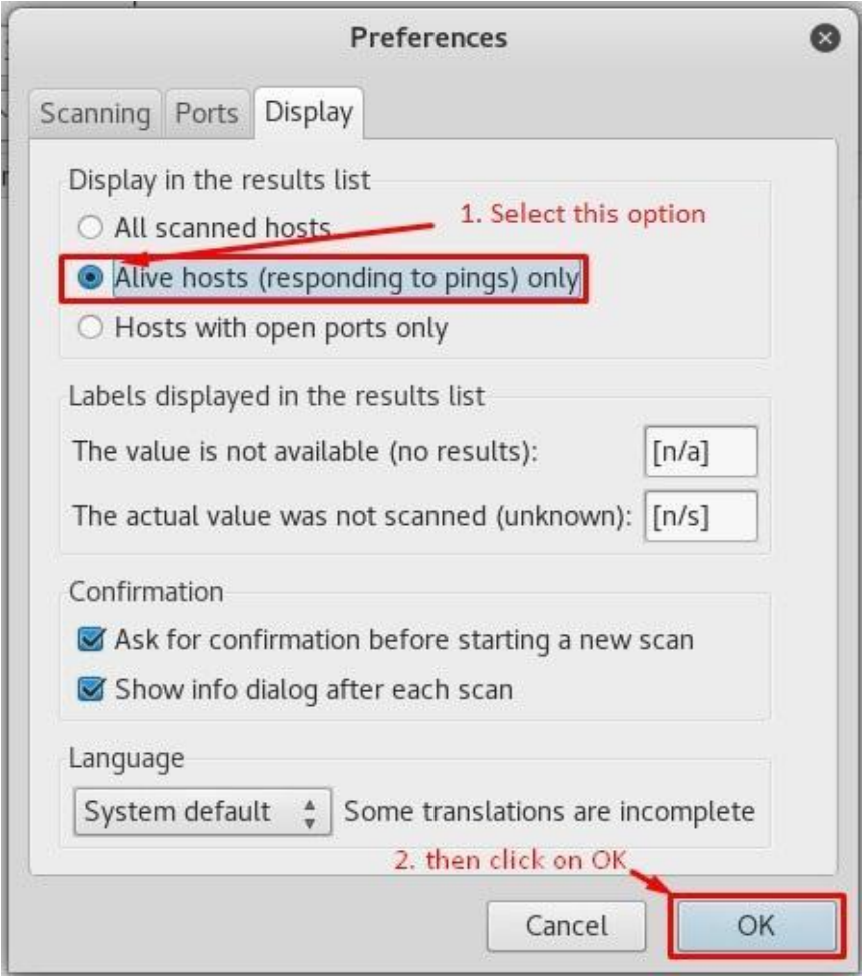 Preferences
Scanning Ports Display
Display in the results list
All scanned hosts
1. Select this option
Alive hosts (responding to pings) only
Hosts with open ports only
Labels displayed in the results list
The value is not available (no results): [n/a]
The actual value was not scanned (unknown): [n/s]
Confirmation
Ask for confirmation before starting a new scan
Show info dialog after each scan
Language
System default Some translations are incomplete
2. then click on OK
Cancel OK